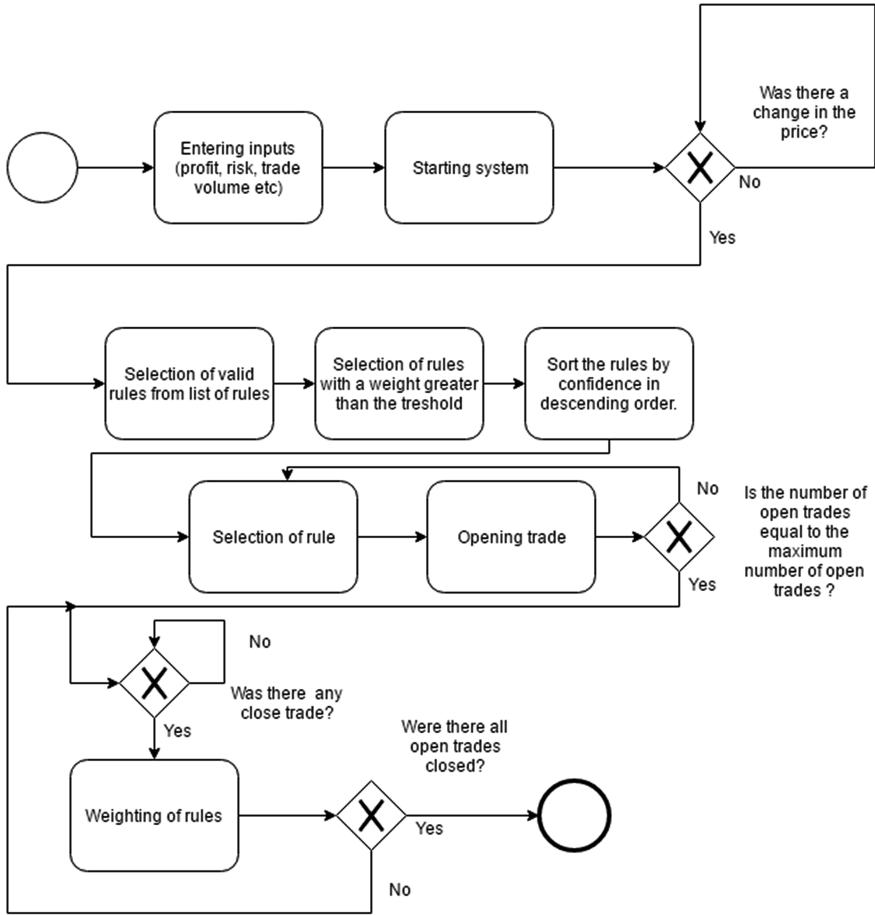 Entering inputs
(profit, risk, trade
volume etc)
Starting system
Was there a
change in the
price?
No
Yes
Selection of valid
rules from list of rules
Selection of rules
with a weight greater
than the treshold
Sort the rules by
confidence in
descending order.
Selection of rule
Opening trade
No
Is the number of
open trades
equal to the
maximum
number of open
trades ?
Yes
No
Was there any
close trade?
Yes
Weighting of rules
Were there all
open trades
closed?
Yes
No